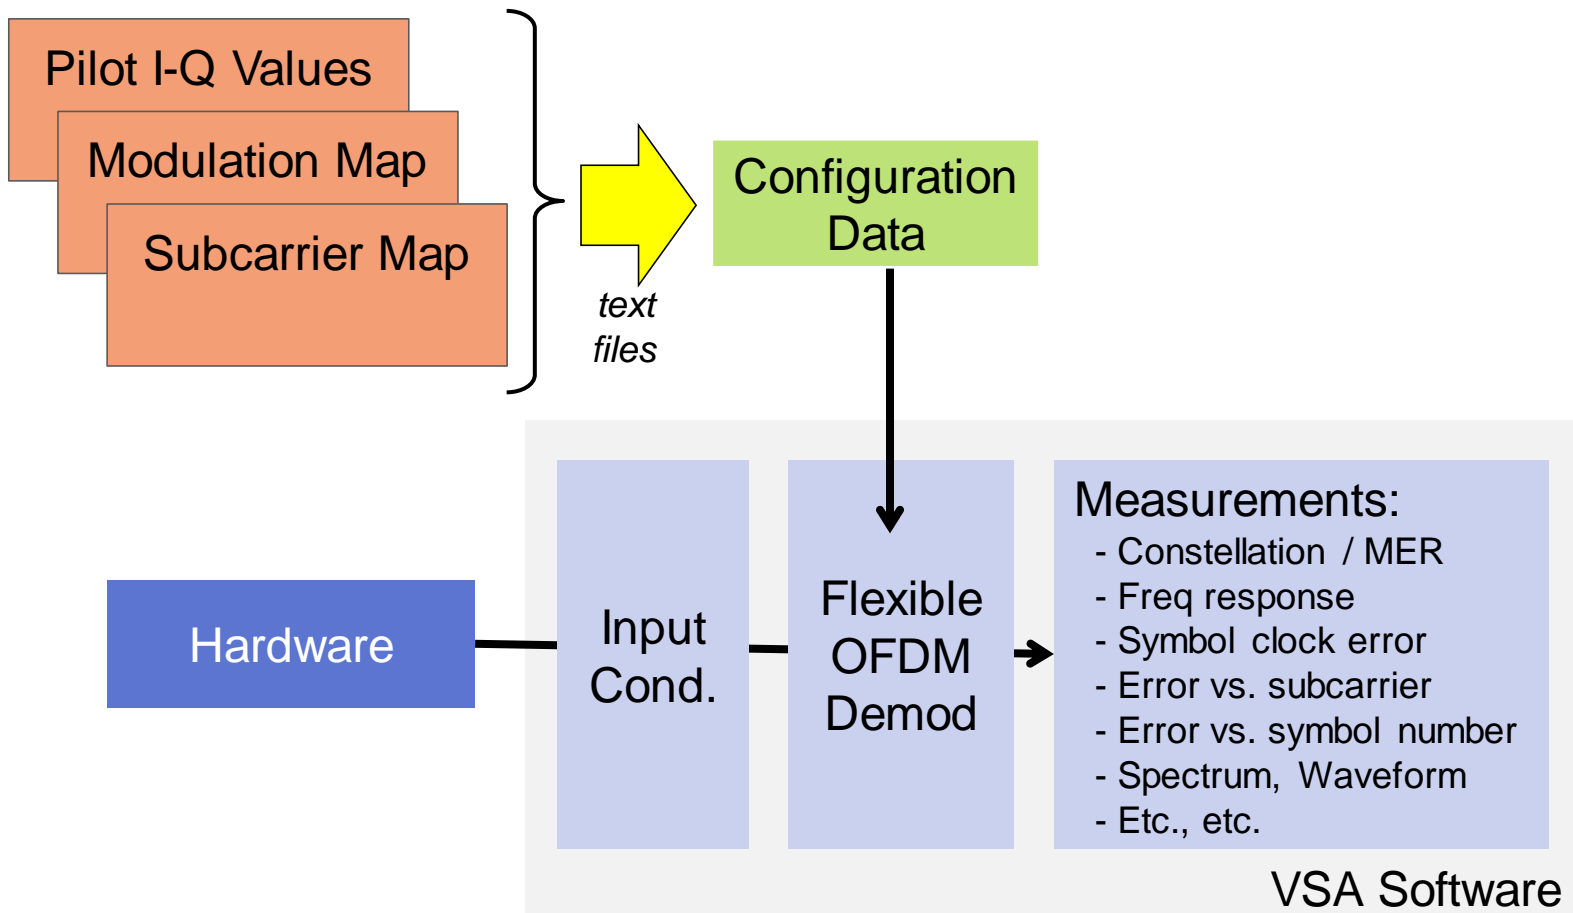 Pilot I-Q Values
Modulation Map
Subcarrier Map
text
files
Configuration
Data
Hardware
Input
Cond.
Flexible
OFDM
Demod
Measurements:
- Constellation / MER
- Freq response
- Symbol clock error
- Error vs. subcarrier
- Error vs. symbol number
- Spectrum, Waveform
- Etc., etc.
VSA Software